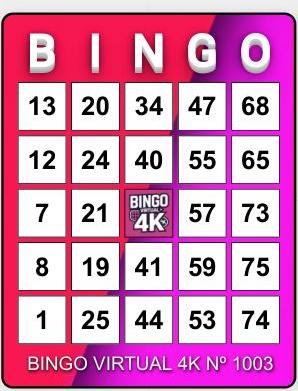 B I N G O
13 20 34 47 68
12 24 40 55 65
7 21 BINGO VIRTUAL 4K 57 73
8 19 41 59 75
1 25 44 53 74
BINGO VIRTUAL 4K Nº 1003